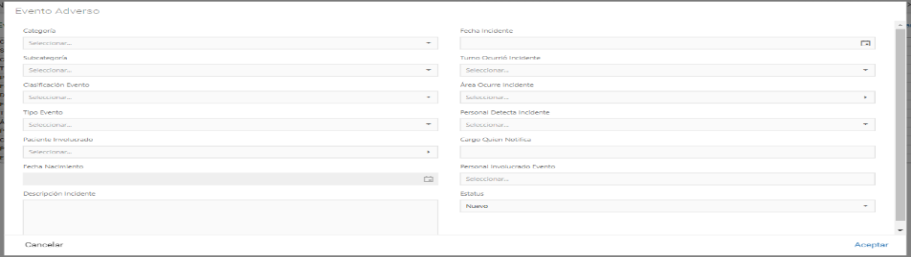 Evento Adverso
Categoría
Seleccionar...
Subcategoría
Seleccionar...
Clasificación Evento
Seleccionar...
Tipo Evento
Seleccionar...
Paciente Involucrado
Seleccionar...
Fecha Nacimiento
Descripción Incidente
Fecha Incidente
Turno Ocurrió Incidente
Seleccionar...
Área Ocurre Incidente
Seleccionar...
Personal Detecta Incidente
Seleccionar...
Cargo Quien Notifica
Personal Involucrado Evento
Seleccionar...
Estatus
Nuevo
Cancelar
Aceptar